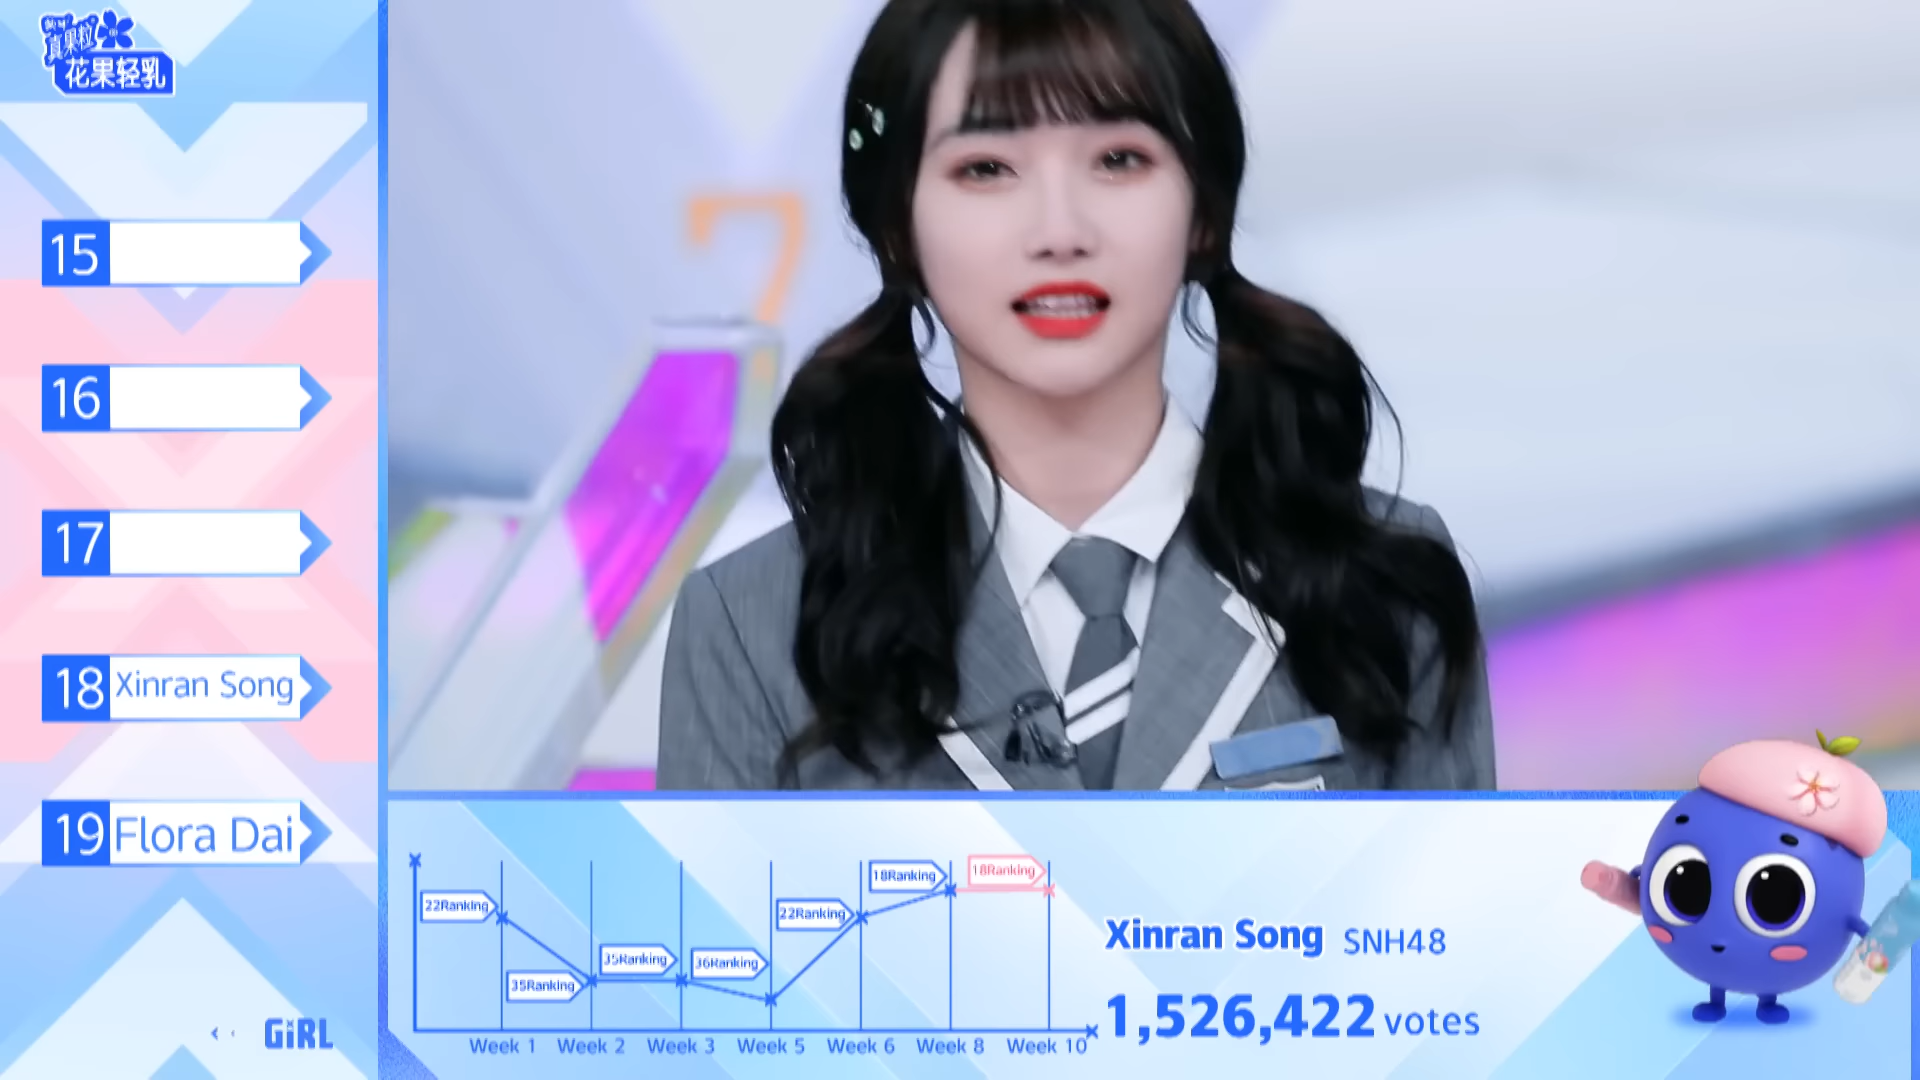 真果粒
花果轻乳
7
15
16
17
18 Xinran Song
19 Flora Dai
GiRL
22Ranking
35Ranking
35Ranking
36Ranking
22Ranking
18Ranking
18Ranking
Week 1 Week 2 Week 3 Week 5 Week 6 Week 8 Week 10
Xinran Song SNH48
1,526,422 votes